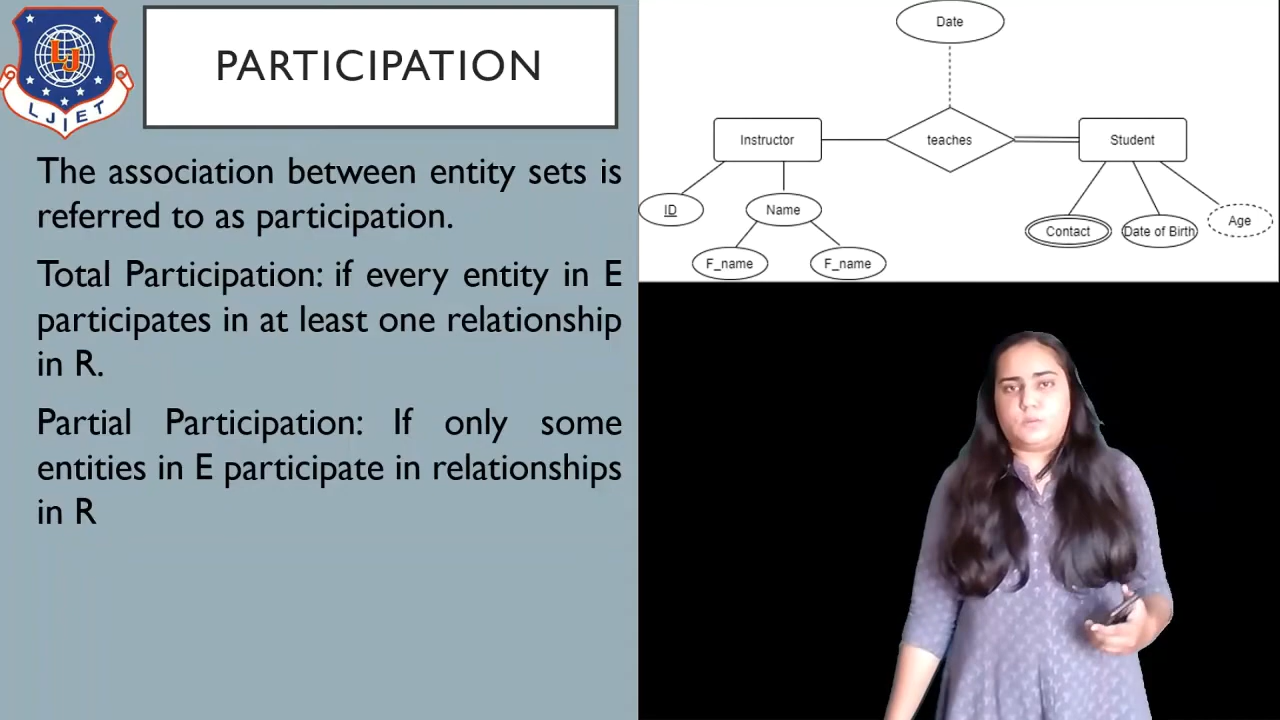 LJ
LJIET
PARTICIPATION
The association between entity sets is
referred to as participation.
Total Participation: if every entity in E
participates in at least one relationship
in R.
Partial Participation: If only some
entities in E participate in relationships
in R
Date
Instructor
teaches
Student
ID
Name
Contact
Date of Birth
Age
F_name
F_name